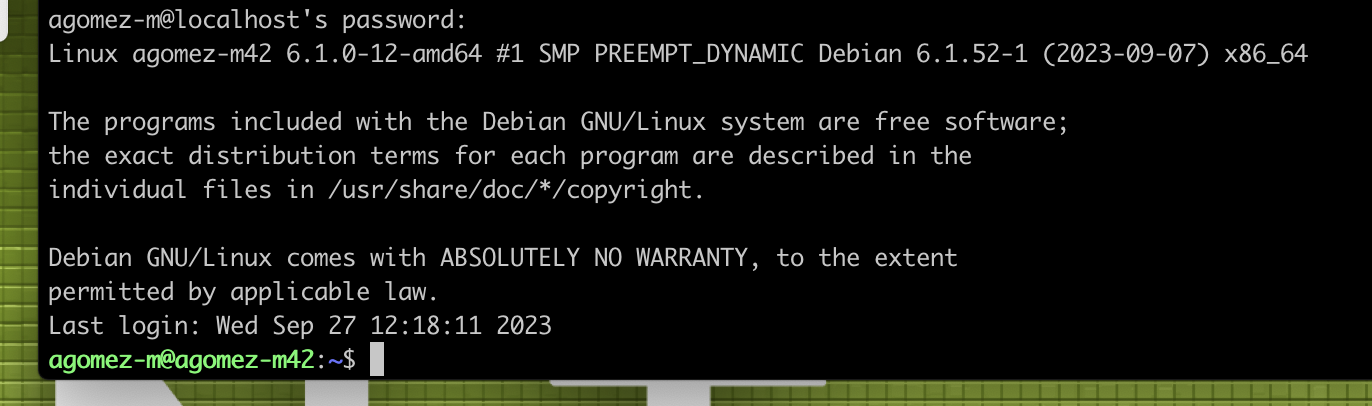 agomez-m@localhost's password:
Linux agomez-m42 6.1.0-12-amd64 #1 SMP PREEMPT_DYNAMIC Debian 6.1.52-1 (2023-09-07) x86_64
The programs included with the Debian GNU/Linux system are free software;
the exact distribution terms for each program are described in the
individual files in /usr/share/doc/*/copyright.
Debian GNU/Linux comes with ABSOLUTELY NO WARRANTY, to the extent
permitted by applicable law.
Last login: Wed Sep 27 12:18:11 2023
agomez-m@agomez-m42:~$